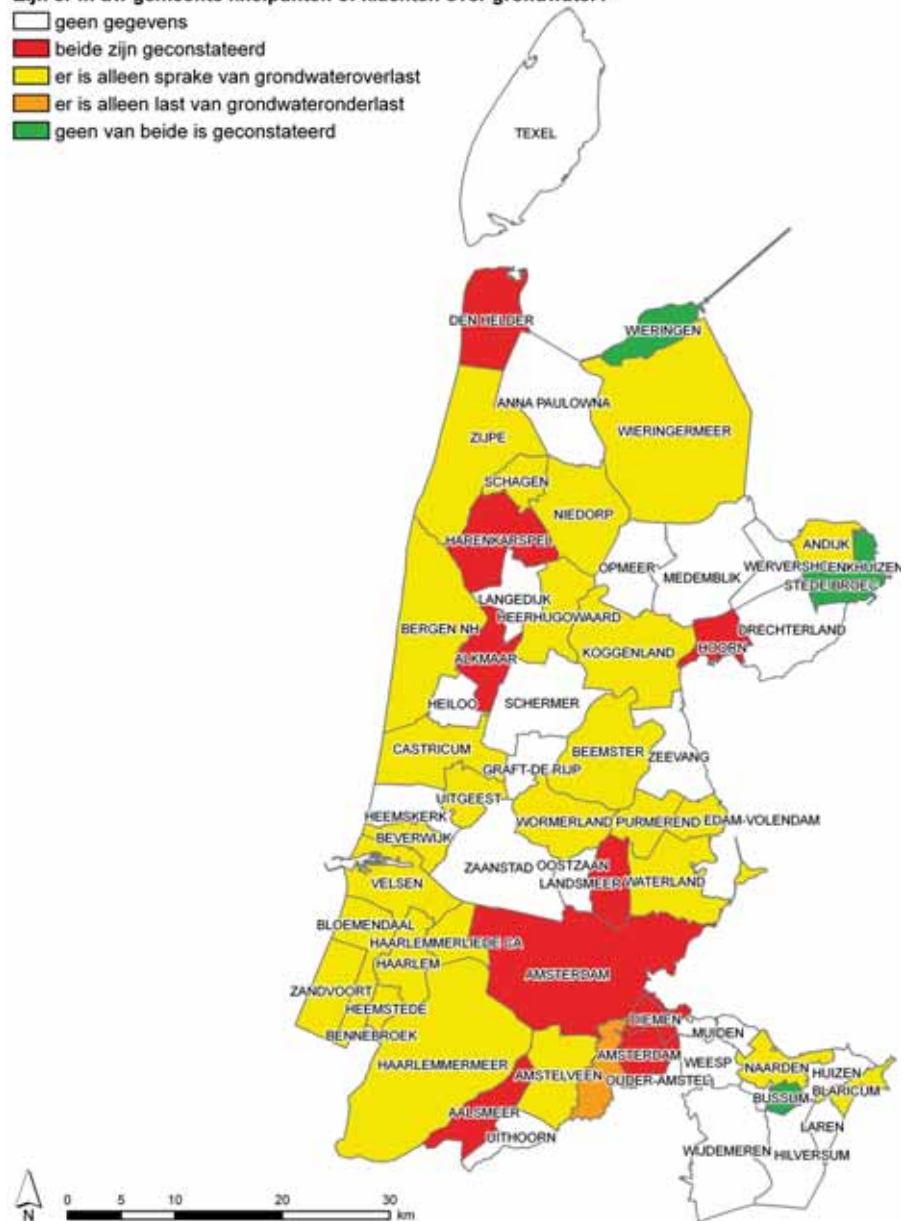 geen gegevens
beide zijn geconstateerd
er is alleen sprake van grondwateroverlast
er is alleen last van grondwateronderlast
geen van beide is geconstateerd
TEXEL
DEN HELDER
WIERINGEN
ANNA PAULOWNA
WIERINGERMEER
ZIJPE
SCHAGEN
NIEDORP
HARENKARSPEL
ANDIJK
OPMEER
MEDEMBLIK
WERVERSH
ENKHUIZEN
STEDE BROEC
LANGEDIJK
HEERHUGOWAARD
BERGEN NH
DRECHTERLAND
ALKMAAR
KOGGENLAND
HOORN
HEILOO
SCHERMER
CASTRICUM
BEEMSTER
ZEEVANG
GRAFT-DE RIJP
UITGEEST
HEEMSKERK
WORMERLAND
PURMEREND
EDAM-VOLENDAM
BEVERWIJK
ZAANSTAD
OOSTZAAN
VELSEN
LANDSMEER
WATERLAND
BLOEMENDAAL
HAARLEMMERLIEDE CA
HAARLEM
AMSTERDAM
ZANDVOORT
HEEMSTEDE
BENNEBROEK
DIEMEN
MUIDEN
HAARLEMMERMEER
AMSTELVEEN
AMSTERDAM
WEESP
NAARDEN
HUIZEN
OUDER-AMSTEL
BLARICUM
BUSSUM
AALSMEER
UITHOORN
LAREN
WIJDEMEREN
HILVERSUM
N
0 5 10 20 30
km